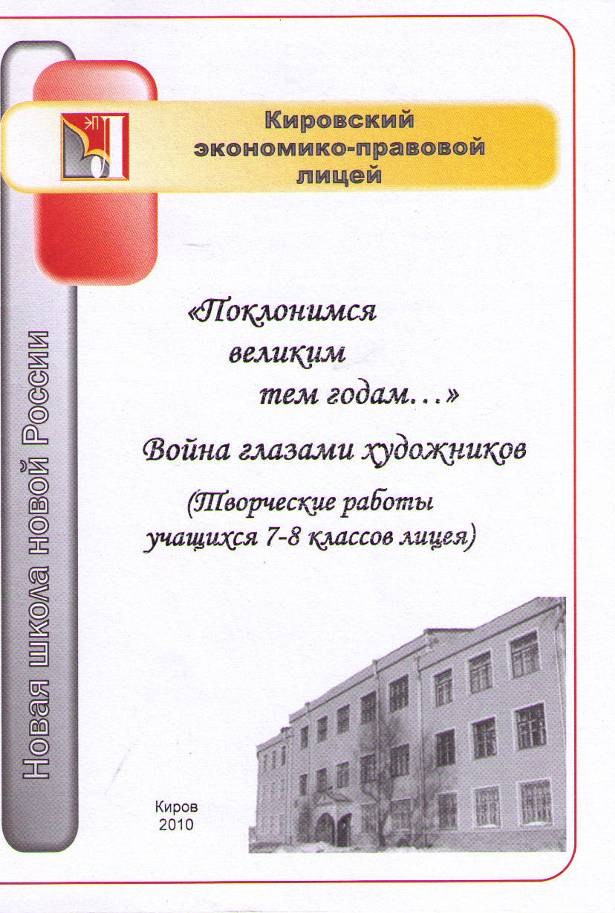 ЭП
Кировский
экономико-правовой
лицей
«Поклонимся
великим
тем годам…»
Война глазами художников
(Творческие работы
учащихся 7-8 классов лицея)
Новая школа новой России
Киров
2010